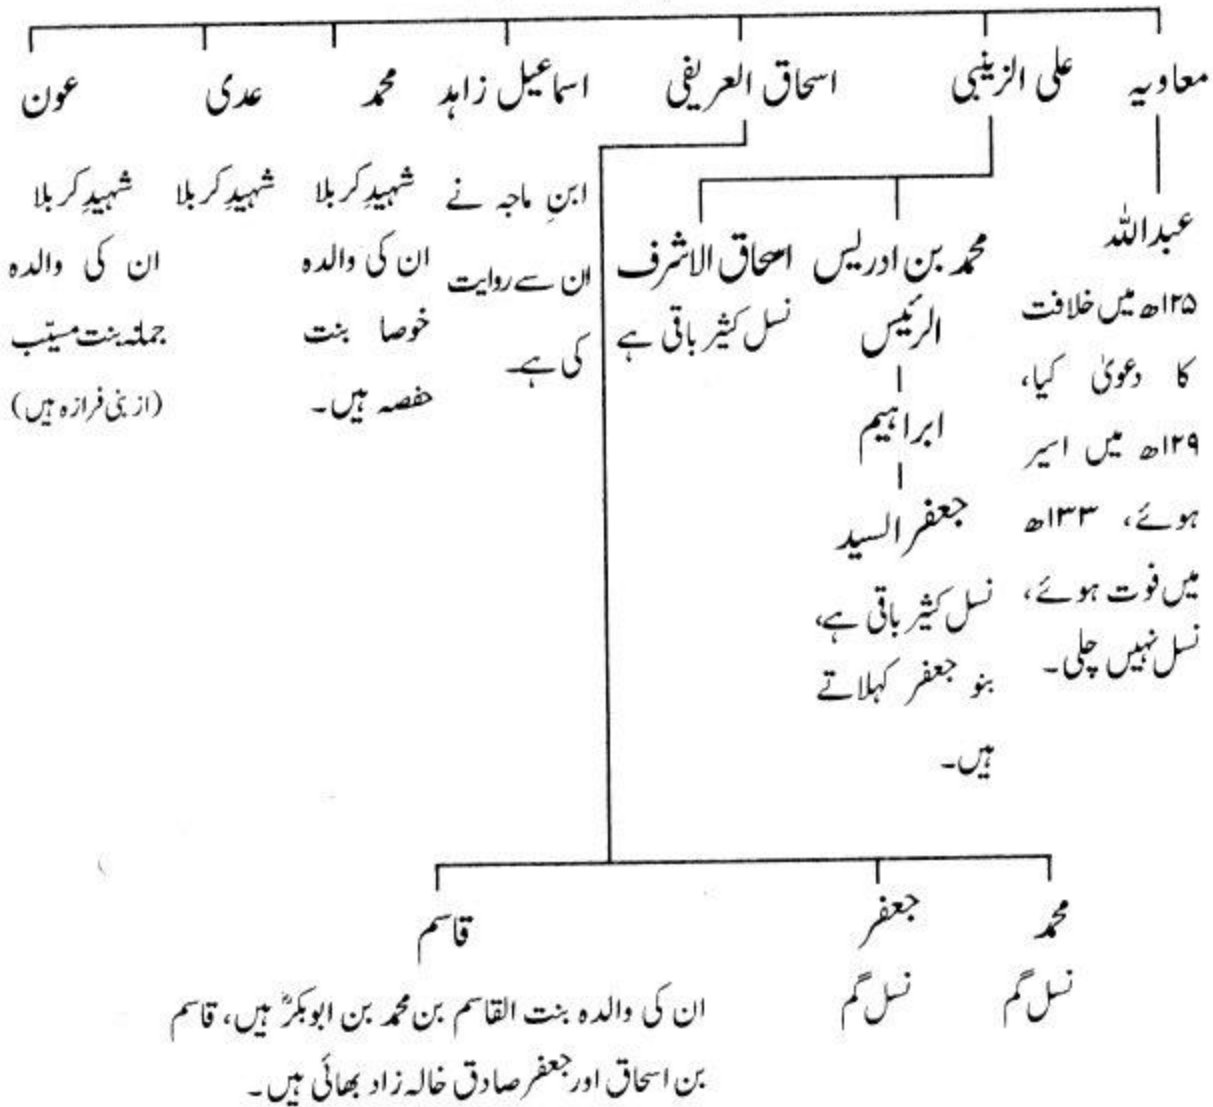 معاویہ
علی الزینبی
اسحاق العریفی
اسماعیل زاہد
محمد
عدی
عون
عبداللہ
۱۲۵ھ میں خلافت
کا دعویٰ کیا،
۱۲۹ھ میں اسیر
ہوئے، ۱۳۳ھ
میں فوت ہوئے،
نسل نہیں چلی۔
محمد بن ادریس
الرئیس
ابراہیم
جعفر السید
نسل کثیر باقی ہے،
بنو جعفر کہلاتے
ہیں۔
اسحاق الاشرف
نسل کثیر باقی ہے
ابنِ ماجہ نے
ان سے روایت
کی ہے۔
شہیدِ کربلا
ان کی والدہ
خوصا بنت
حفصہ ہیں۔
شہیدِ کربلا
شہیدِ کربلا
ان کی والدہ
جمانہ بنت مسیّب
(از بنی فرازہ ہیں)
محمد
نسل گم
جعفر
نسل گم
قاسم
ان کی والدہ بنت القاسم بن محمد بن ابوبکرؓ ہیں، قاسم
بن اسحاق اور جعفر صادق خالہ زاد بھائی ہیں۔